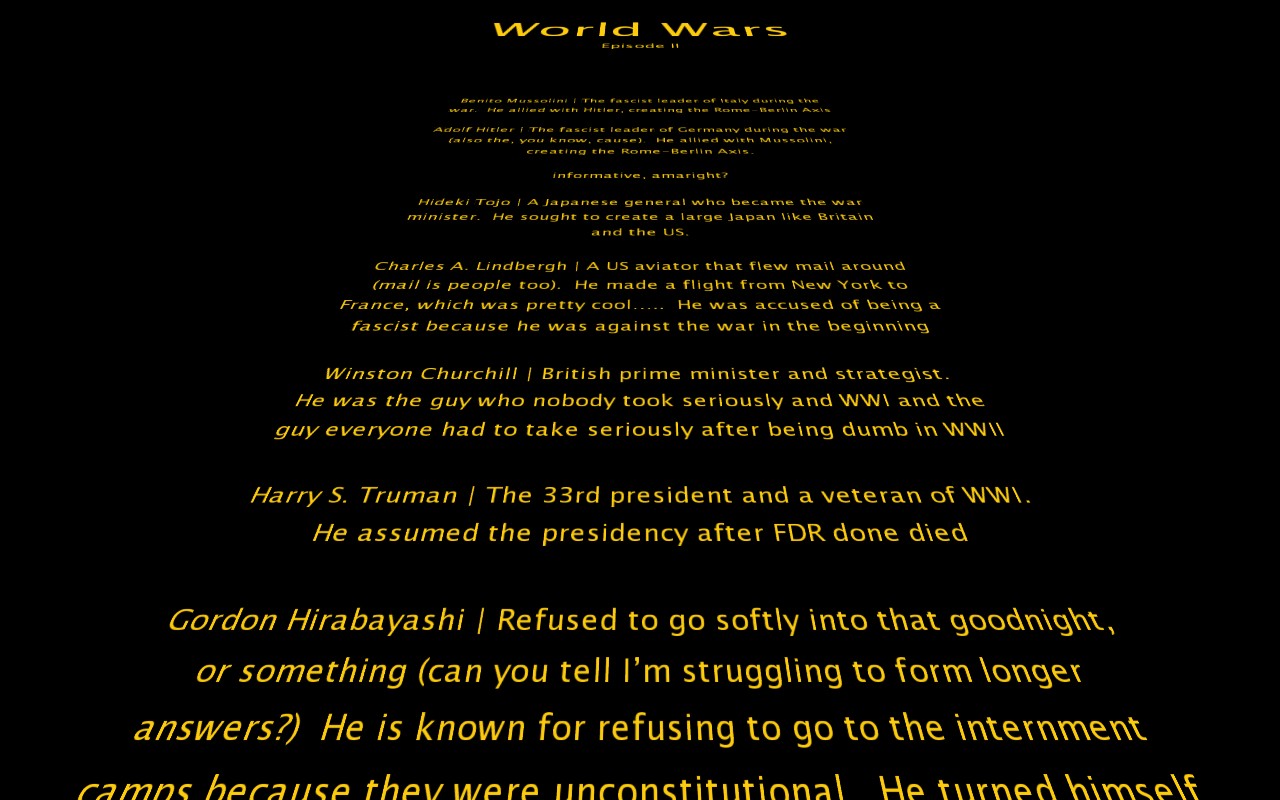 World Wars
Episode II
Benito Mussolini | The fascist leader of Italy during the
war.  He allied with Hitler, creating the Rome-Berlin Axis
Adolf Hitler | The fascist leader of Germany during the war
(also the, you know, cause).  He allied with Mussolini,
creating the Rome-Berlin Axis.
informative, amaright?
Hideki Tojo | A Japanese general who became the war
minister.  He sought to create a large Japan like Britain
and the US.
Charles A. Lindbergh | A US aviator that flew mail around
(mail is people too).  He made a flight from New York to
France, which was pretty cool.....  He was accused of being a
fascist because he was against the war in the beginning
Winston Churchill | British prime minister and strategist.
He was the guy who nobody took seriously and WWI and the
guy everyone had to take seriously after being dumb in WWII
Harry S. Truman | The 33rd president and a veteran of WWI.
He assumed the presidency after FDR done died
Gordon Hirabayashi | Refused to go softly into that goodnight,
or something (can you tell I'm struggling to form longer
answers?)  He is known for refusing to go to the internment
camps because they were unconstitutional.  He turned himself